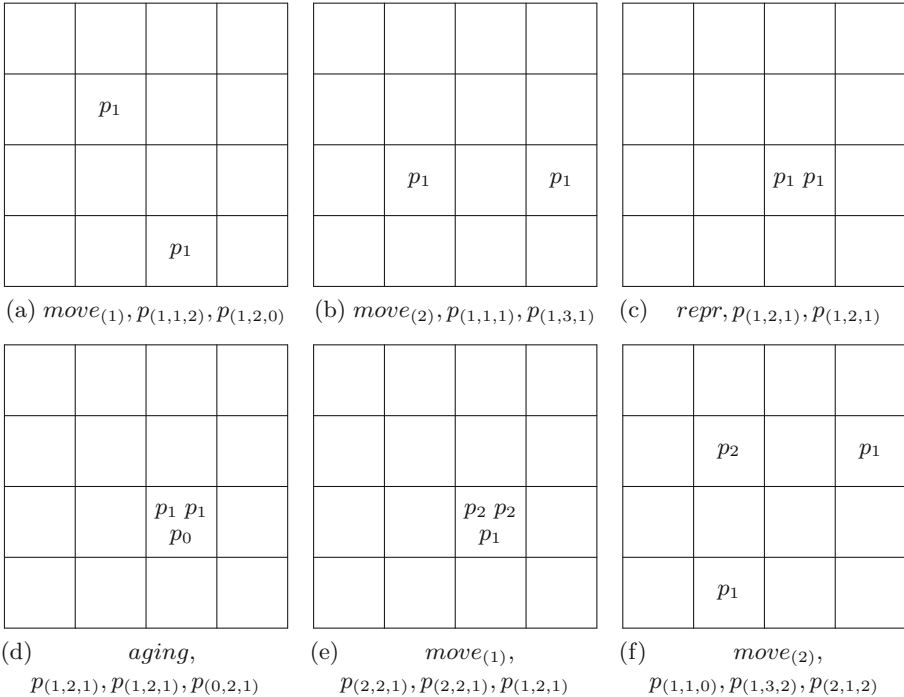 p₁
p₁
(a) move₍₁₎, p₍₁,₁,₂₎, p₍₁,₂,₀₎
p₁ p₁
(b) move₍₂₎, p₍₁,₁,₁₎, p₍₁,₃,₁₎
p₁ p₁
(c) repr, p₍₁,₂,₁₎, p₍₁,₂,₁₎
p₁ p₁
p₀
(d) aging,
p₍₁,₂,₁₎, p₍₁,₂,₁₎, p₍₀,₂,₁₎
p₂ p₂
p₁
(e) move₍₁₎,
p₍₂,₂,₁₎, p₍₂,₂,₁₎, p₍₁,₂,₁₎
p₂ p₁
p₁
(f) move₍₂₎,
p₍₁,₁,₀₎, p₍₁,₃,₂₎, p₍₂,₁,₂₎